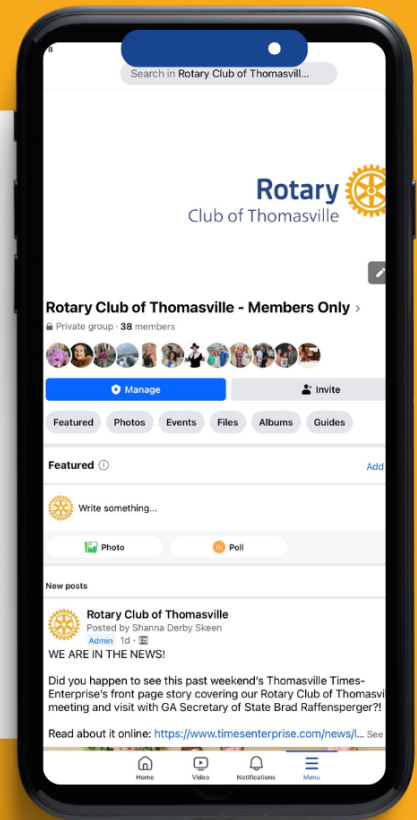 8
Search in Rotary Club of Thomasvill...
Rotary
Club of Thomasville
Rotary Club of Thomasville - Members Only >
Private group · 38 members
Manage
Invite
Featured
Photos
Events
Files
Albums
Guides
Featured
Add
Write something...
Photo
Poll
New posts
Rotary Club of Thomasville
Posted by Shanna Derby Skeen
Admin 1d ·
WE ARE IN THE NEWS!
Did you happen to see this past weekend's Thomasville Times-
Enterprise's front page story covering our Rotary Club of Thomasvi
meeting and visit with GA Secretary of State Brad Raffensperger?!
Read about it online: https://www.timesenterprise.com/news/l... See
Home
Video
Notifications
Menu